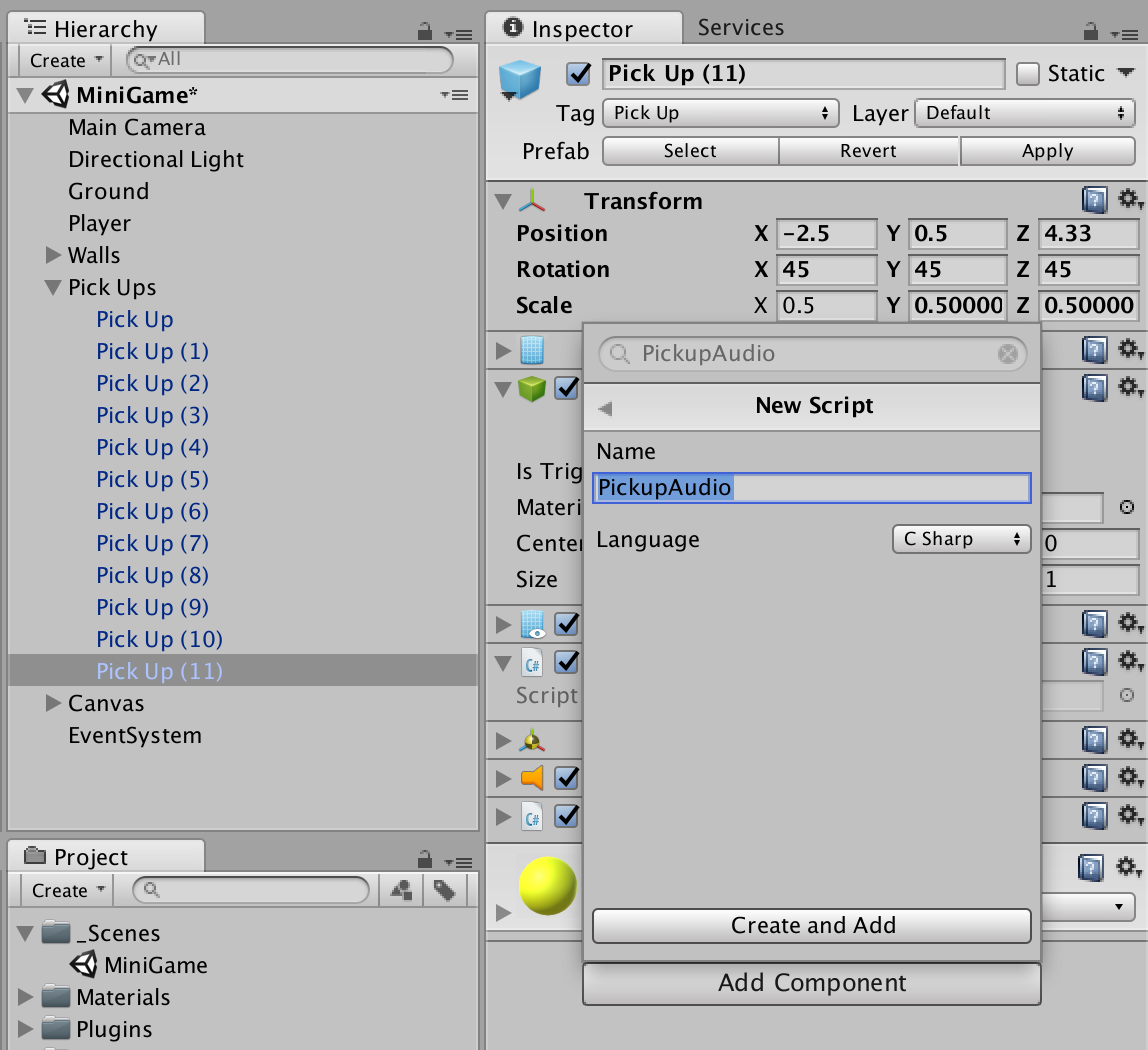 Hierarchy
Create
All
MiniGame*
Main Camera
Directional Light
Ground
Player
Walls
Pick Ups
Pick Up
Pick Up (1)
Pick Up (2)
Pick Up (3)
Pick Up (4)
Pick Up (5)
Pick Up (6)
Pick Up (7)
Pick Up (8)
Pick Up (9)
Pick Up (10)
Pick Up (11)
Canvas
EventSystem
Project
Create
_Scenes
MiniGame
Materials
Plugins
Inspector Services
Pick Up (11) Static
Tag Pick Up Layer Default
Prefab Select Revert Apply
Transform
Position X -2.5 Y 0.5 Z 4.33
Rotation X 45 Y 45 Z 45
Scale X 0.5 Y 0.50000 Z 0.50000
Is Trig
Materi
Center 0
Size 1
C#
Script
C#
PickupAudio
New Script
Name
PickupAudio
Language C Sharp
Create and Add
Add Component